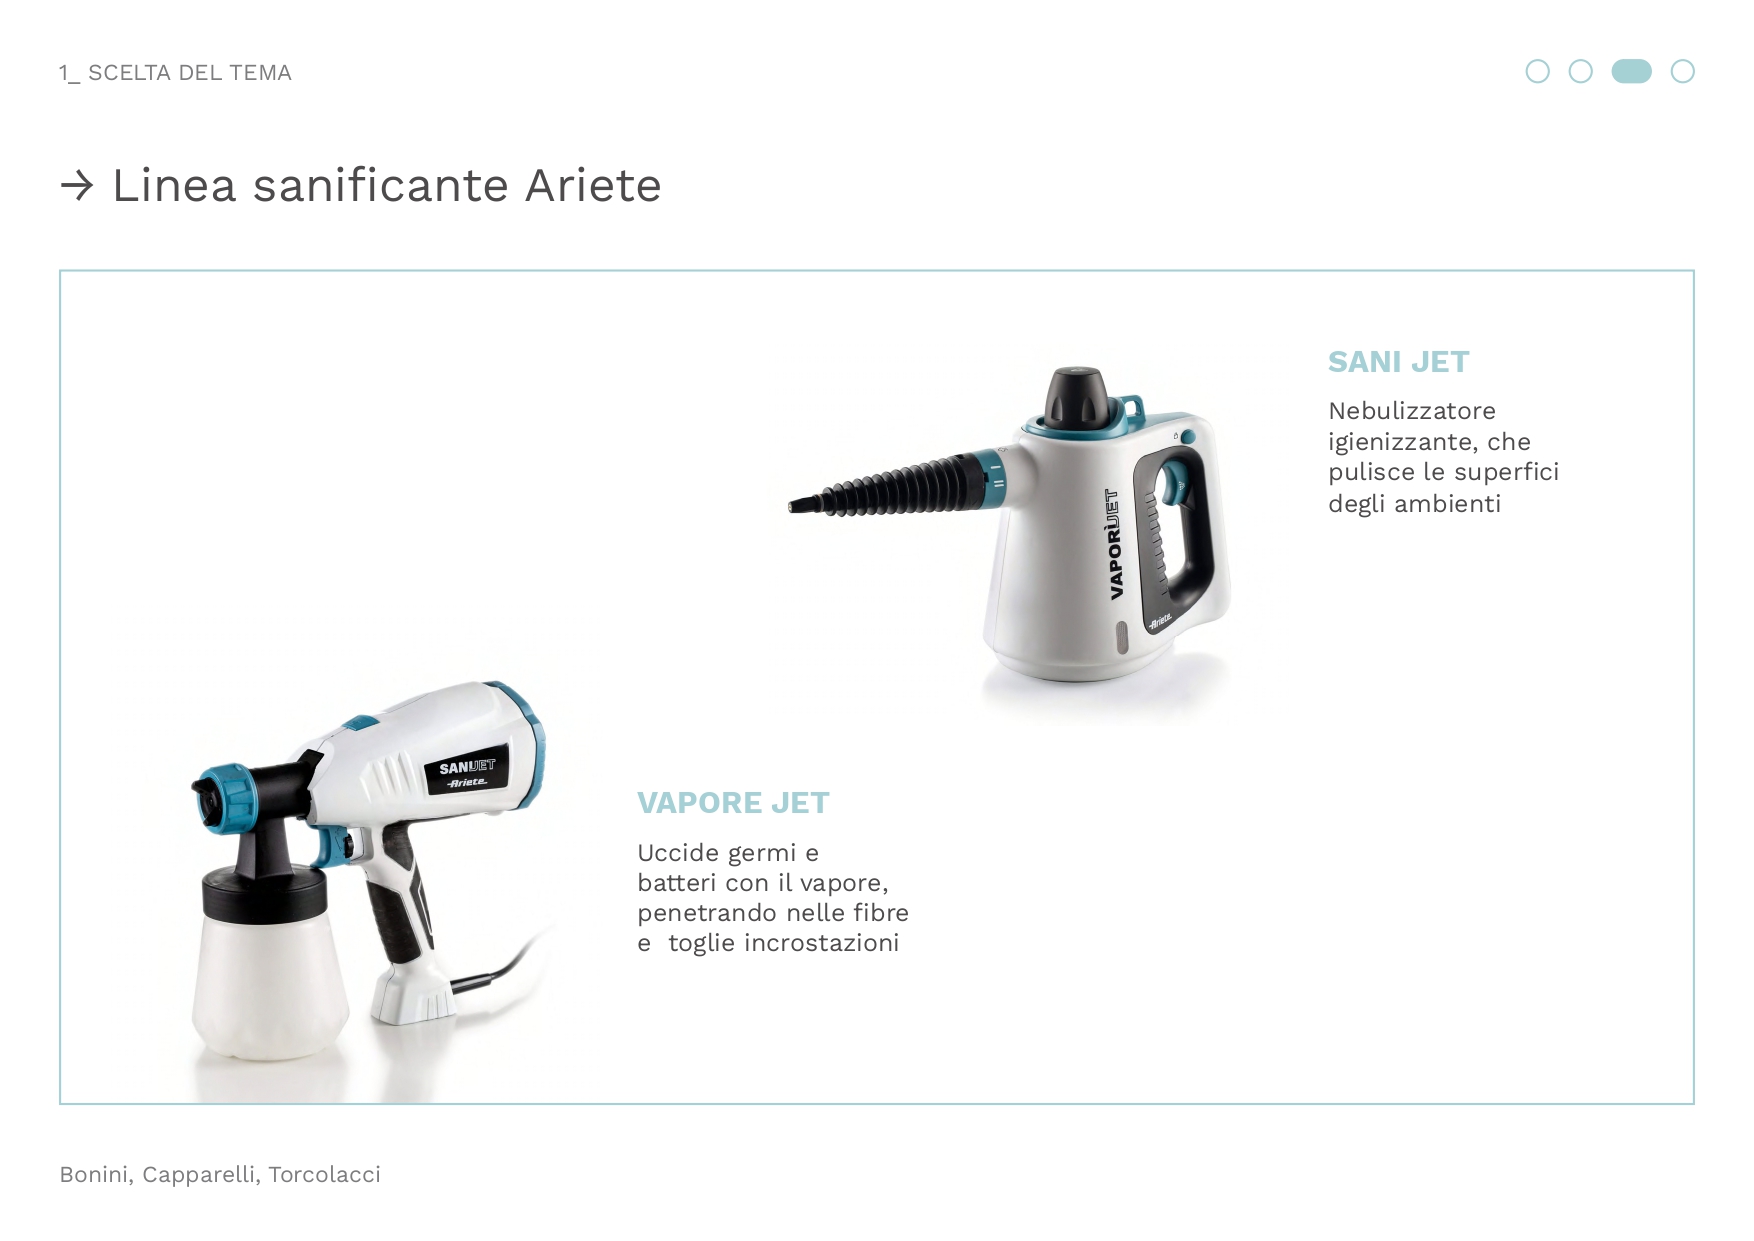 1_ SCELTA DEL TEMA
→ Linea sanificante Ariete
SANI JET
Nebulizzatore
igienizzante, che
pulisce le superfici
degli ambienti
VAPORÌJET
Ariete
SANIJET
Ariete
VAPORE JET
Uccide germi e
batteri con il vapore,
penetrando nelle fibre
e  toglie incrostazioni
Bonini, Capparelli, Torcolacci